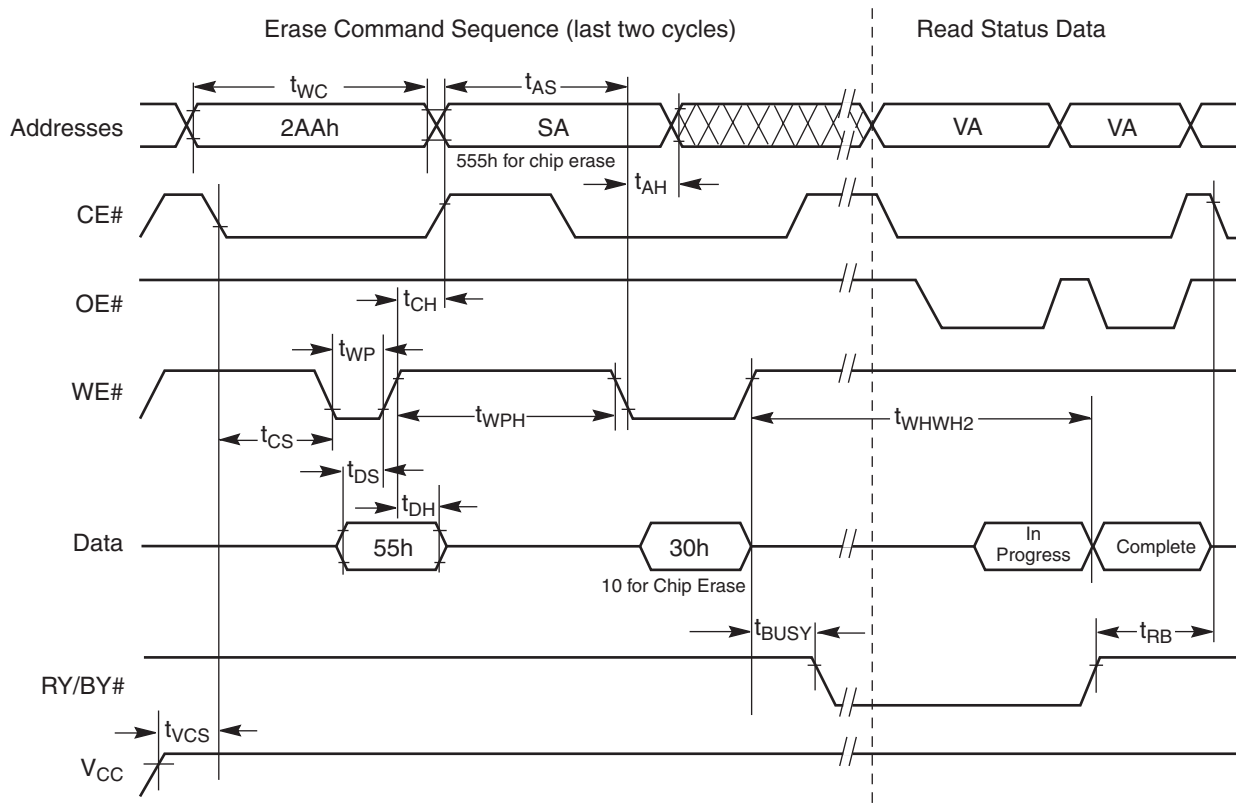 Erase Command Sequence (last two cycles)
Read Status Data
tWC
tAS
Addresses
2AAh
SA
VA
VA
555h for chip erase
tAH
CE#
OE#
tCH
tWP
WE#
tWPH
tWHWH2
tCS
tDS
tDH
Data
55h
30h
In
Progress
Complete
10 for Chip Erase
tBUSY
tRB
RY/BY#
tVCS
VCC